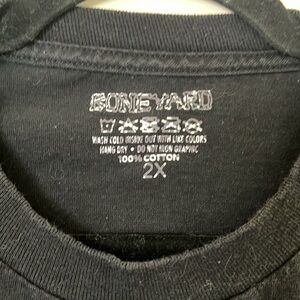 BONEYARD
WASH COLD INSIDE OUT WITH LIKE COLORS
HANG DRY • DO NOT IRON GRAPHIC
100% COTTON
2X